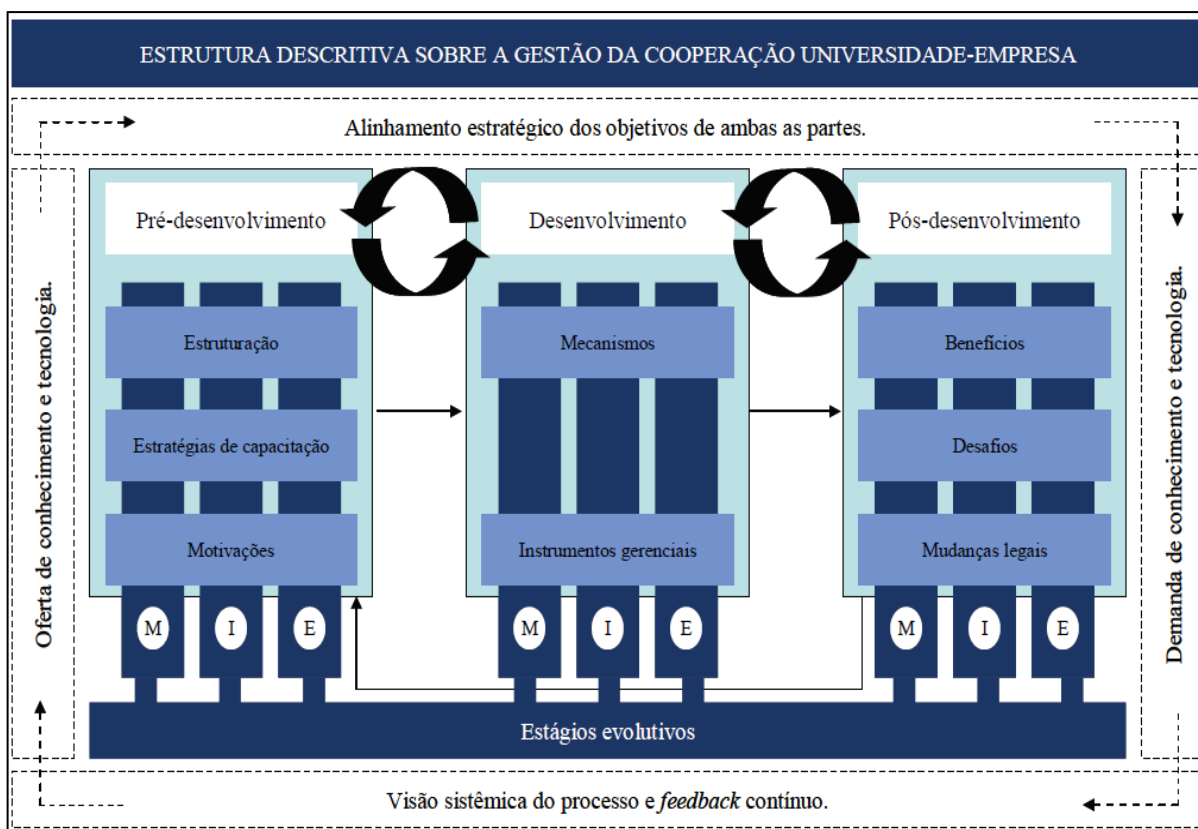 ESTRUTURA DESCRITIVA SOBRE A GESTÃO DA COOPERAÇÃO UNIVERSIDADE-EMPRESA
Alinhamento estratégico dos objetivos de ambas as partes.
Oferta de conhecimento e tecnologia.
Pré-desenvolvimento
Estruturação
Estratégias de capacitação
Motivações
M I E
Desenvolvimento
Mecanismos
Instrumentos gerenciais
M I E
Pós-desenvolvimento
Benefícios
Desafios
Mudanças legais
M I E
Demanda de conhecimento e tecnologia.
Estágios evolutivos
Visão sistêmica do processo e feedback contínuo.